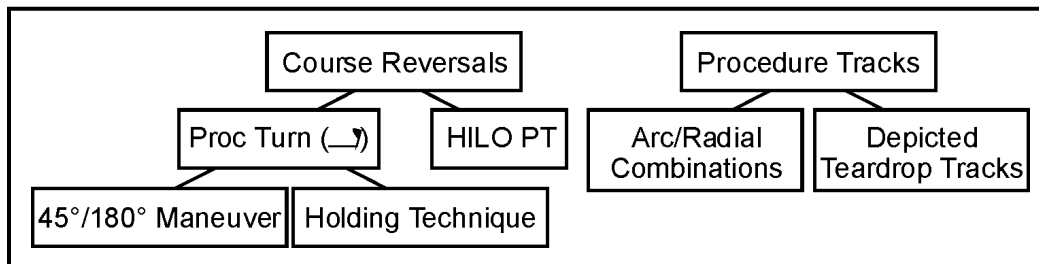 Course Reversals
Procedure Tracks
Proc Turn ( )
HILO PT
Arc/Radial
Combinations
Depicted
Teardrop Tracks
45°/180° Maneuver
Holding Technique